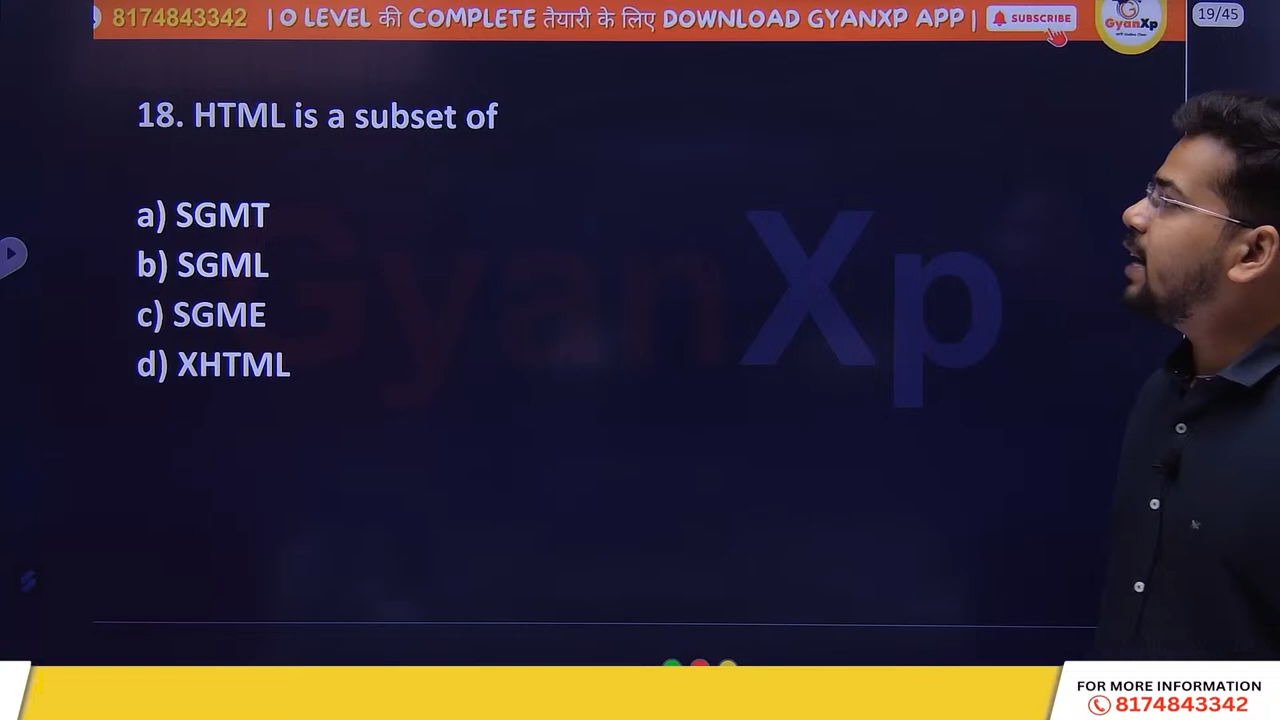 8174843342 | O LEVEL की COMPLETE तैयारी के लिए DOWNLOAD GYANXP APP | SUBSCRIBE
GyanXp
19/45
18. HTML is a subset of
a) SGMT
b) SGML
c) SGME
d) XHTML
GyanXp
FOR MORE INFORMATION
8174843342